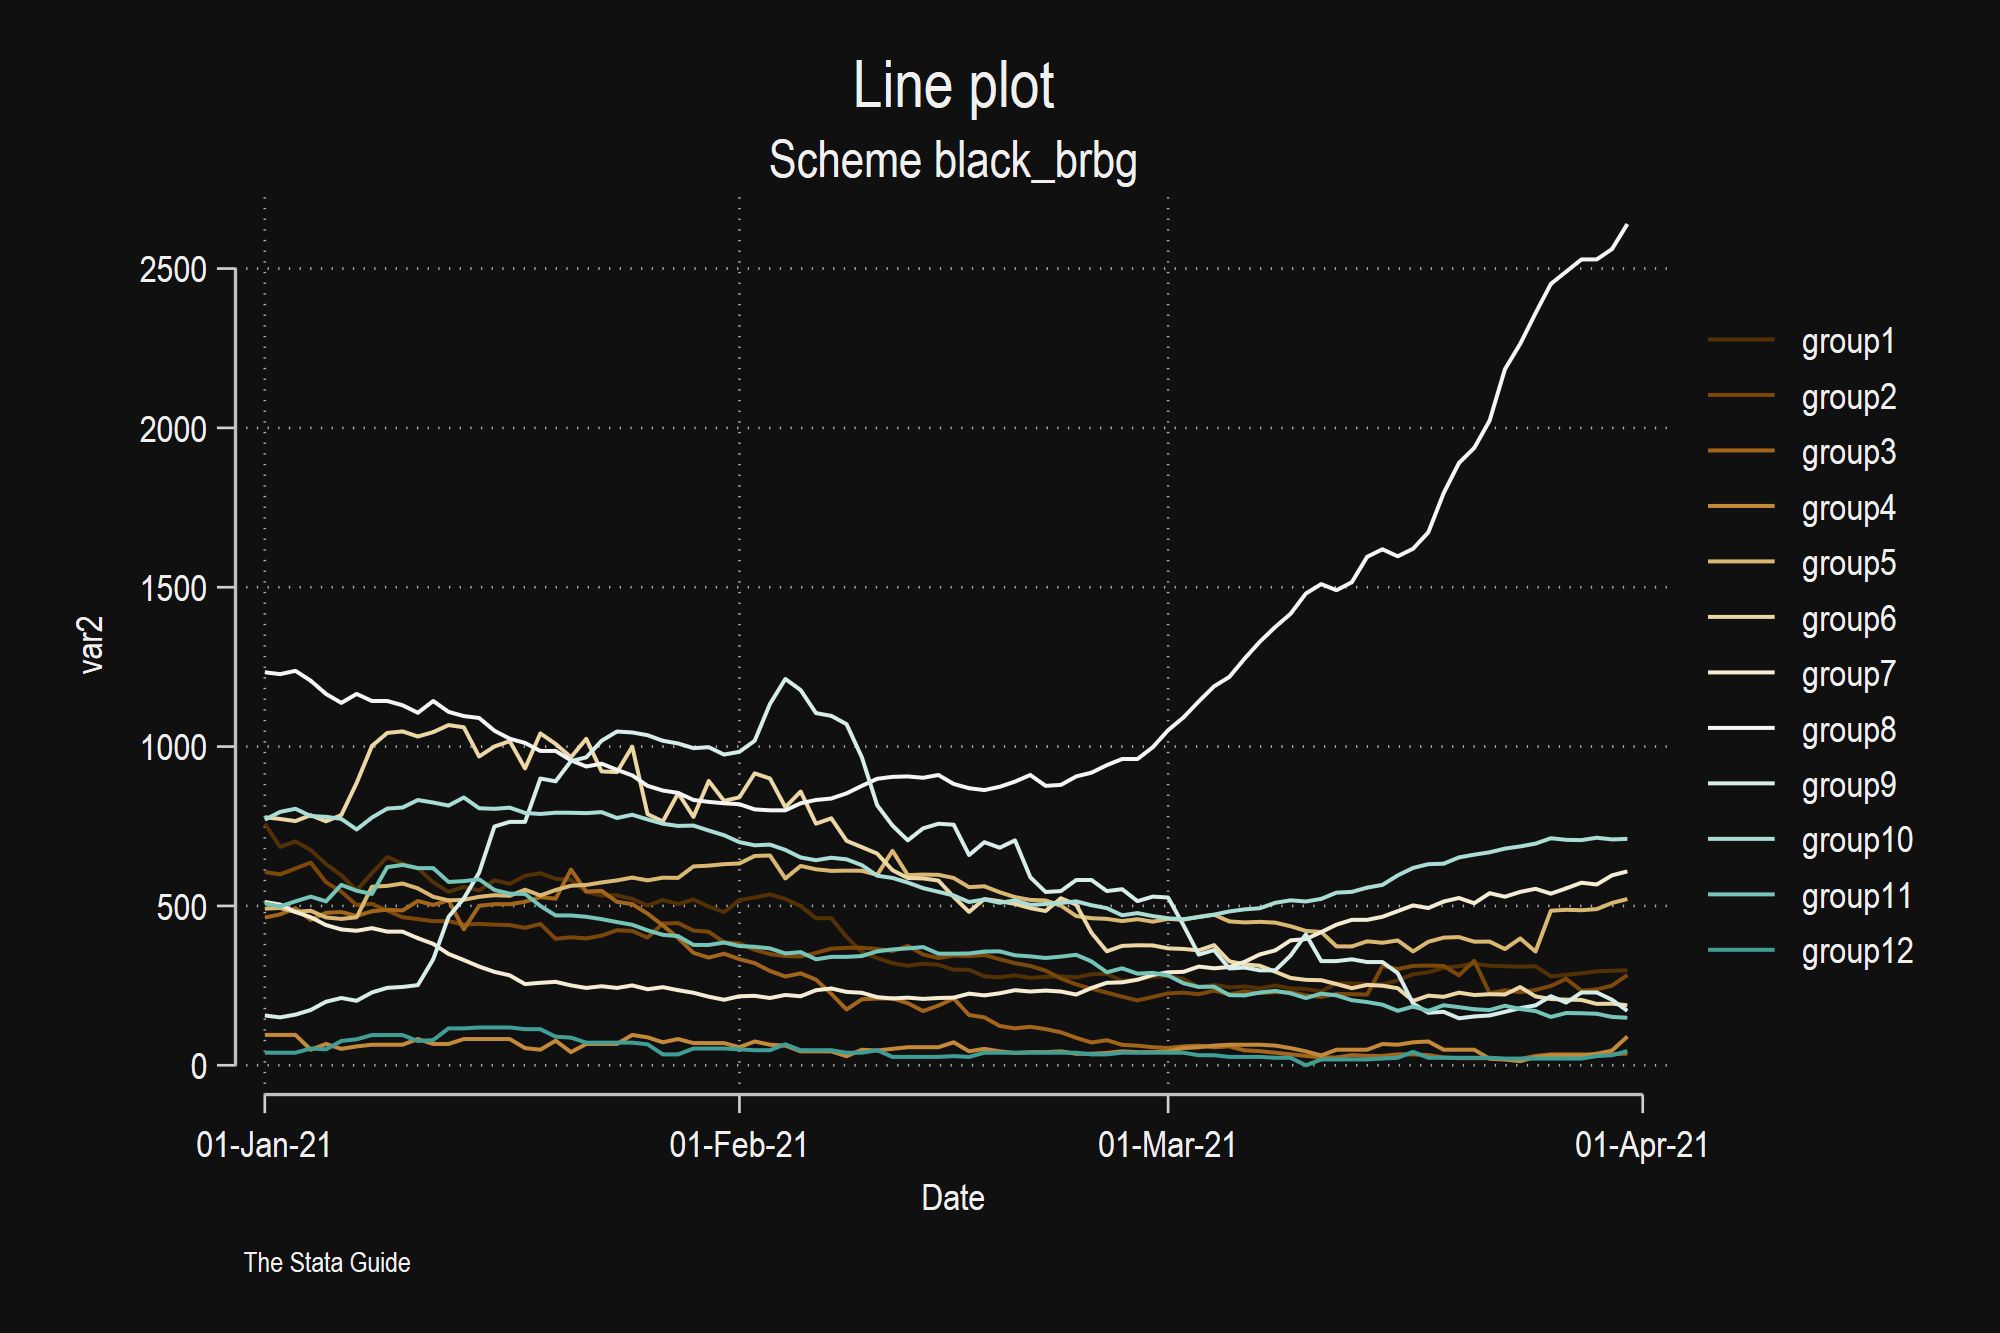 Line plot
Scheme black_brbg
2500
2000
1500
1000
500
0
var2
01-Jan-21
01-Feb-21
01-Mar-21
01-Apr-21
Date
group1
group2
group3
group4
group5
group6
group7
group8
group9
group10
group11
group12
The Stata Guide